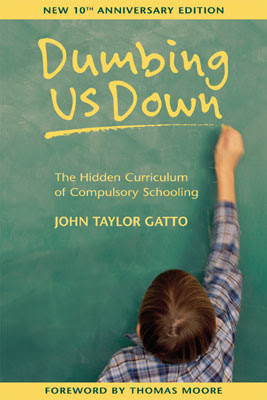 NEW 10TH ANNIVERSARY EDITION
Dumbing
Us Down
The Hidden Curriculum
of Compulsory Schooling
JOHN TAYLOR GATTO
FOREWORD BY THOMAS MOORE